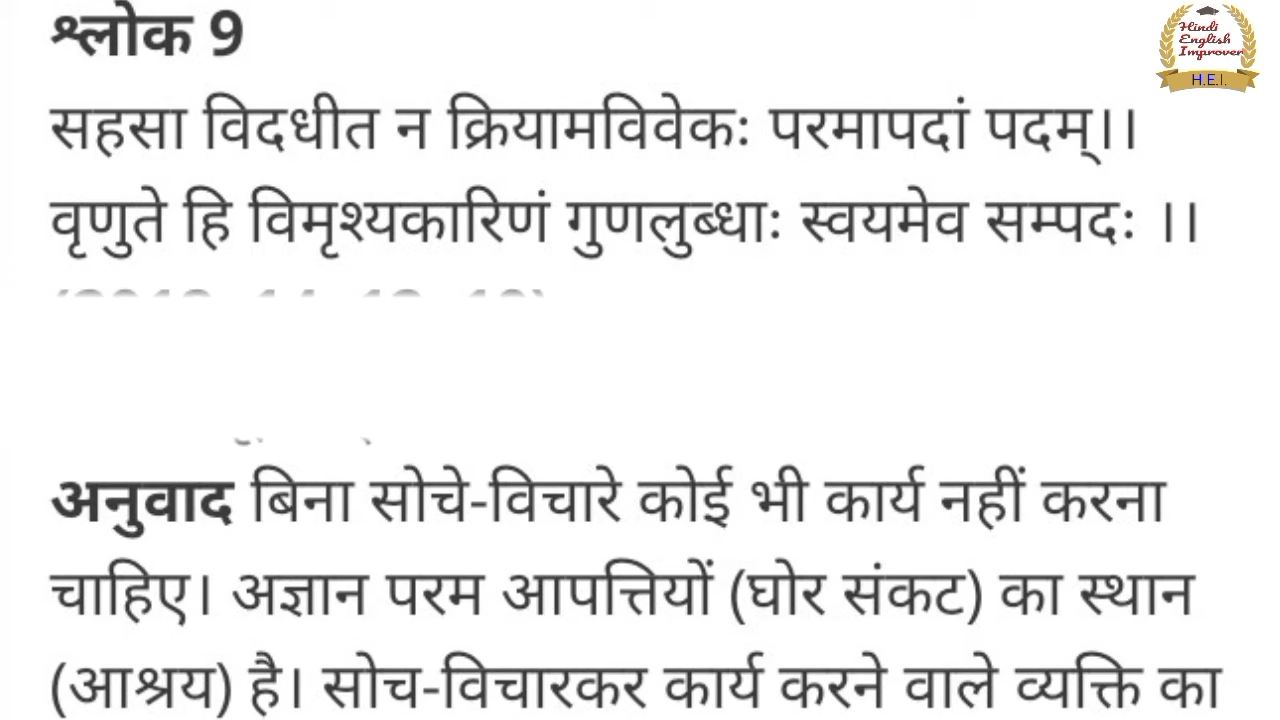 श्लोक 9
Hindi
English
Improver
H.E.I.
सहसा विदधीत न क्रियामविवेकः परमापदां पदम्।।
वृणुते हि विमृश्यकारिणं गुणलुब्धाः स्वयमेव सम्पदः ।।
अनुवाद बिना सोचे-विचारे कोई भी कार्य नहीं करना
चाहिए। अज्ञान परम आपत्तियों (घोर संकट) का स्थान
(आश्रय) है। सोच-विचारकर कार्य करने वाले व्यक्ति का